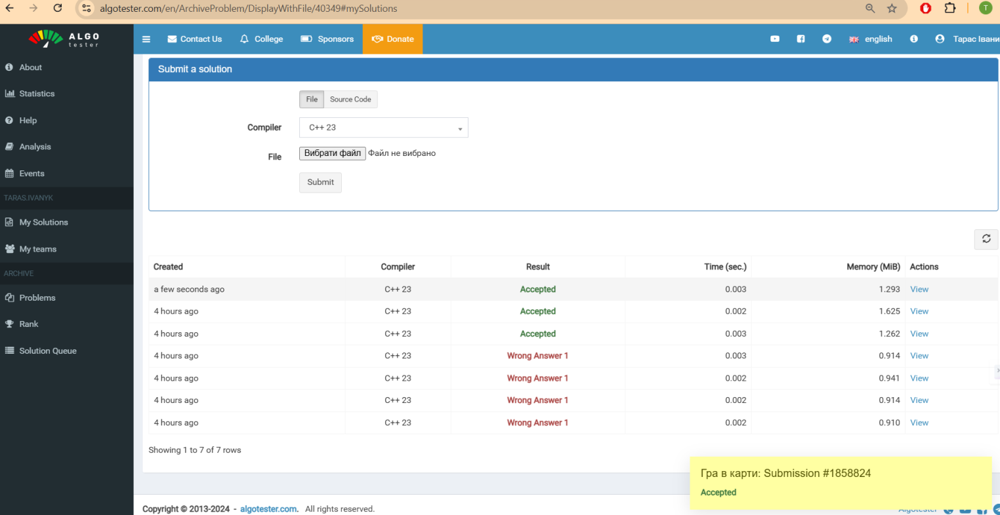 algotester.com/en/ArchiveProblem/DisplayWithFile/40349#mySolutions
T
ALGO
tester
Contact Us
College
Sponsors
Donate
english
Тарас Івани
About
Statistics
Help
Analysis
Events
TARAS.IVANYK
My Solutions
My teams
ARCHIVE
Problems
Rank
Solution Queue
Submit a solution
File Source Code
Compiler C++ 23
File Вибрати файл Файл не вибрано
Submit
Created Compiler Result Time (sec.) Memory (MiB) Actions
a few seconds ago C++ 23 Accepted 0.003 1.293 View
4 hours ago C++ 23 Accepted 0.002 1.625 View
4 hours ago C++ 23 Accepted 0.003 1.262 View
4 hours ago C++ 23 Wrong Answer 1 0.003 0.914 View
4 hours ago C++ 23 Wrong Answer 1 0.002 0.941 View
4 hours ago C++ 23 Wrong Answer 1 0.002 0.914 View
4 hours ago C++ 23 Wrong Answer 1 0.002 0.910 View
Showing 1 to 7 of 7 rows
Гра в карти: Submission #1858824
Accepted
Copyright © 2013-2024 - algotester.com. All rights reserved.
Algotester